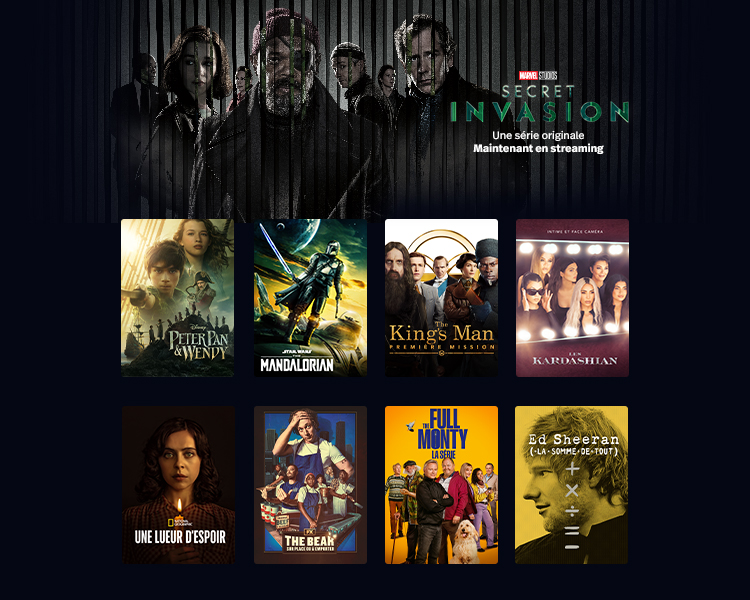 MARVEL STUDIOS
SECRET
INVASION
Une série originale
Maintenant en streaming
Disney
PETER PAN
& WENDY
STAR WARS
THE
MANDALORIAN
The
King's Man
PREMIÈRE MISSION
INTIME ET FACE CAMÉRA
LES
KARDASHIAN
NATIONAL
GEOGRAPHIC
UNE LUEUR D'ESPOIR
FX
THE BEAR
SUR PLACE OU À EMPORTER
THE FULL
MONTY
LA SÉRIE
Ed Sheeran
(·LA·SOMME·DE·TOUT)
+
×
÷
=
–